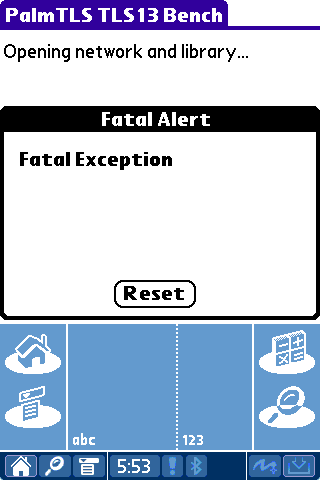 PalmTLS TLS13 Bench
Opening network and library...
Fatal Alert
Fatal Exception
Reset
abc
123
5:53